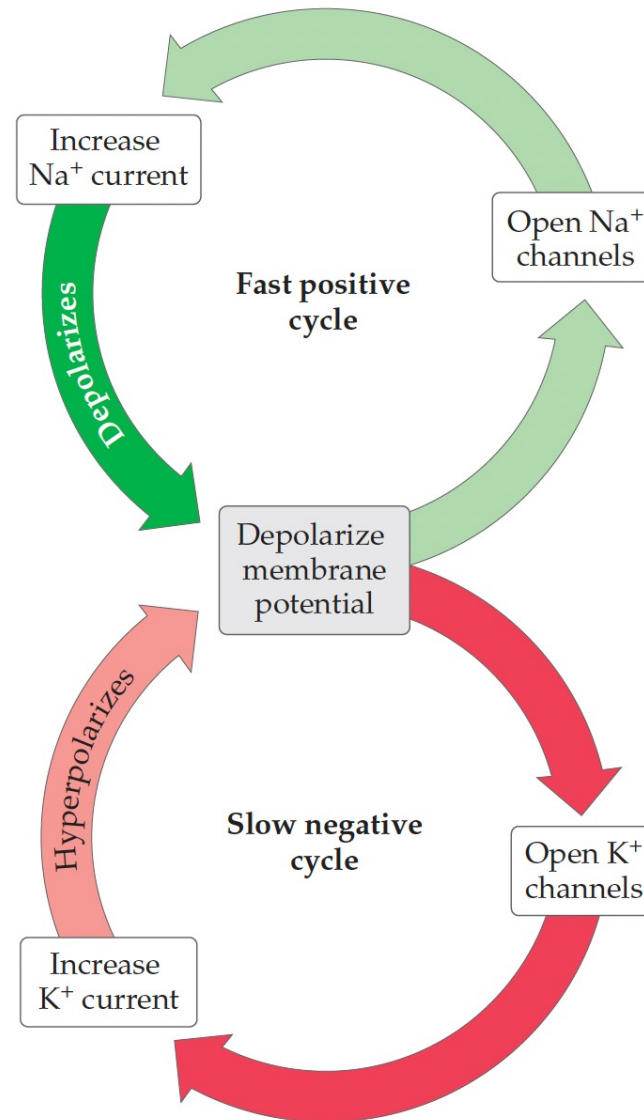 Increase
Na⁺ current
Open Na⁺
channels
Fast positive
cycle
Depolarizes
Depolarize
membrane
potential
Hyperpolarizes
Slow negative
cycle
Open K⁺
channels
Increase
K⁺ current